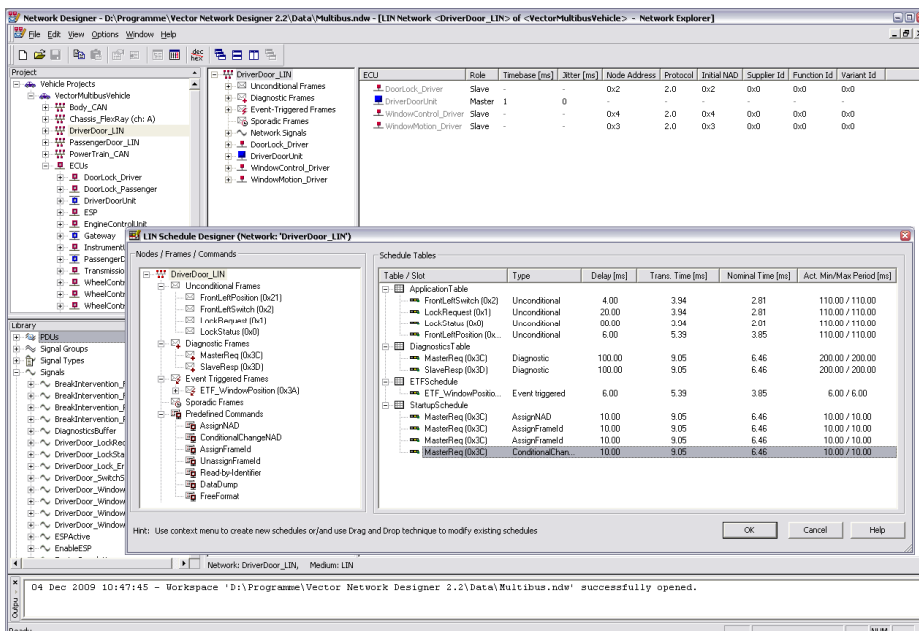 Network Designer - D:\Programme\Vector Network Designer 2.2\Data\Multibus.ndw - [LIN Network <DriverDoor_LIN> of <VectorMultibusVehicle> - Network Explorer]
File Edit View Options Window Help
dec
hex
Project
Vehicle Projects
VectorMultibusVehicle
Body_CAN
Chassis_FlexRay (ch: A)
DriverDoor_LIN
PassengerDoor_LIN
PowerTrain_CAN
ECUs
DoorLock_Driver
DoorLock_Passenger
DriverDoorUnit
ESP
EngineControlUnit
Gateway
Instrument
PassengerD
Transmissio
WheelContr
WheelContr
WheelContr
DriverDoor_LIN
Unconditional Frames
Diagnostic Frames
Event-Triggered Frames
Sporadic Frames
Network Signals
DoorLock_Driver
DriverDoorUnit
WindowControl_Driver
WindowMotion_Driver
ECU Role Timebase [ms] Jitter [ms] Node Address Protocol Initial NAD Supplier Id Function Id Variant Id
DoorLock_Driver Slave - - 0x2 2.0 0x2 0x0 0x0 0x0
DriverDoorUnit Master 1 0 - - - - - -
WindowControl_Driver Slave - - 0x4 2.0 0x4 0x0 0x0 0x0
WindowMotion_Driver Slave - - 0x3 2.0 0x3 0x0 0x0 0x0
Library
PDUs
Signal Groups
Signal Types
Signals
BreakIntervention_F
BreakIntervention_F
BreakIntervention_F
BreakIntervention_F
DiagnosticsBuffer
DriverDoor_LockReq
DriverDoor_LockSta
DriverDoor_Lock_Er
DriverDoor_SwitchS
DriverDoor_Window
DriverDoor_Window
DriverDoor_Window
DriverDoor_Window
ESPActive
EnableESP
LIN Schedule Designer (Network: 'DriverDoor_LIN')
Nodes / Frames / Commands
DriverDoor_LIN
Unconditional Frames
FrontLeftPosition (0x21)
FrontLeftSwitch (0x2)
LockRequest (0x1)
LockStatus (0x0)
Diagnostic Frames
MasterReq (0x3C)
SlaveResp (0x3D)
Event Triggered Frames
ETF_WindowPosition (0x3A)
Sporadic Frames
Predefined Commands
AssignNAD
ConditionalChangeNAD
AssignFrameId
UnassignFrameId
Read-by-Identifier
DataDump
FreeFormat
Schedule Tables
Table / Slot Type Delay [ms] Trans. Time [ms] Nominal Time [ms] Act. Min/Max Period [ms]
ApplicationTable
FrontLeftSwitch (0x2) Unconditional 4.00 3.94 2.81 110.00 / 110.00
LockRequest (0x1) Unconditional 20.00 3.94 2.81 110.00 / 110.00
LockStatus (0x0) Unconditional 3.94 110.00 / 110.00
FrontLeftPosition (0x... Unconditional 6.00 5.39 3.85 110.00 / 110.00
DiagnosticsTable
MasterReq (0x3C) Diagnostic 100.00 9.05 6.46 200.00 / 200.00
SlaveResp (0x3D) Diagnostic 100.00 9.05 6.46 200.00 / 200.00
ETFSchedule
ETF_WindowPositio... Event triggered 6.00 5.39 3.85 6.00 / 6.00
StartupSchedule
MasterReq (0x3C) AssignNAD 10.00 9.05 6.46 10.00 / 10.00
MasterReq (0x3C) AssignFrameId 10.00 9.05 6.46 10.00 / 10.00
MasterReq (0x3C) AssignFrameId 10.00 9.05 6.46 10.00 / 10.00
MasterReq (0x3C) ConditionalChan... 10.00 9.05 6.46 10.00 / 10.00
Hint: Use context menu to create new schedules or/and use Drag and Drop technique to modify existing schedules
OK Cancel Help
Network: DriverDoor_LIN, Medium: LIN
Outpu
04 Dec 2009 10:47:45 - Workspace 'D:\Programme\Vector Network Designer 2.2\Data\Multibus.ndw' successfully opened.
Ready
NUM